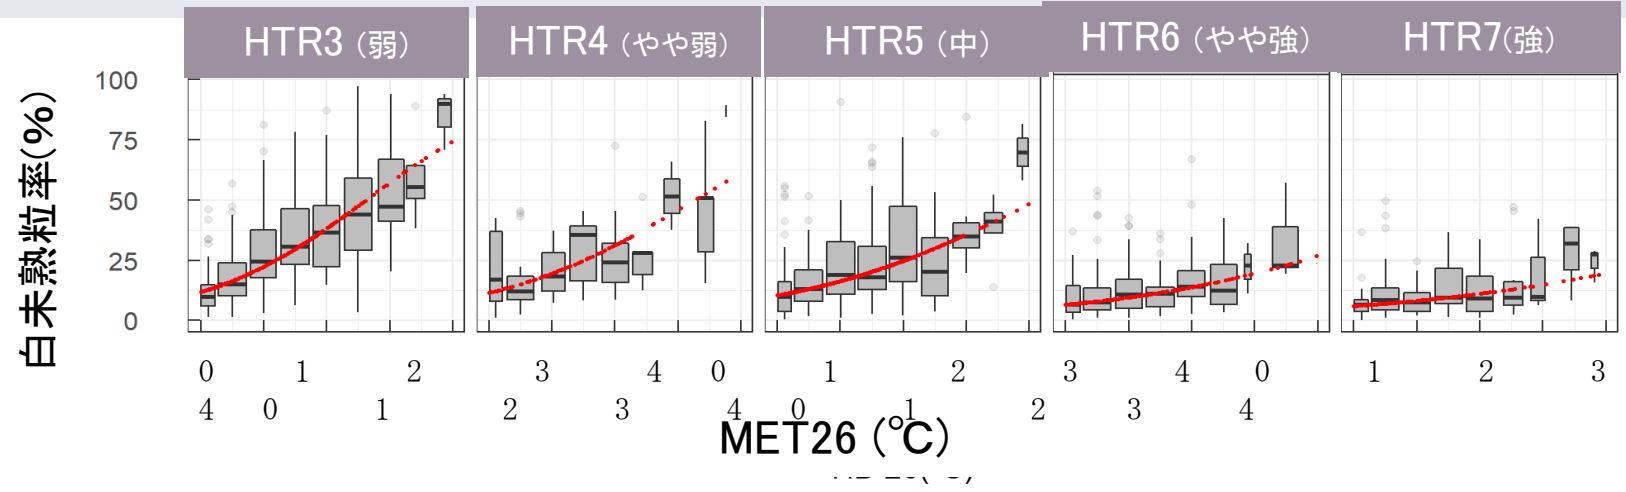 HTR3 (弱)
HTR4 (やや弱)
HTR5 (中)
HTR6 (やや強)
HTR7(強)
白未熟粒率(%)
100
75
50
25
0
0 1 2 3 4 0 1 2 3 4 0 1 2 3
4 0 1 2 3 4 0 1 2 3 4
MET26 (℃)